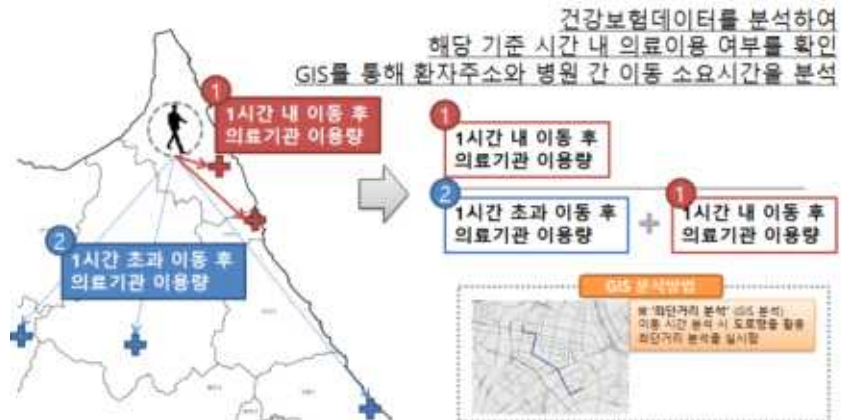 건강보험데이터를 분석하여
해당 기준 시간 내 의료이용 여부를 확인
GIS를 통해 환자주소와 병원 간 이동 소요시간을 분석
1
1시간 내 이동 후
의료기관 이용량
2
1시간 초과 이동 후
의료기관 이용량
1
1시간 내 이동 후
의료기관 이용량
2
1시간 초과 이동 후
의료기관 이용량
1
1시간 내 이동 후
의료기관 이용량
GIS 분석방법
※ '최단거리 분석' (GIS 분석)
이동 시간 분석 시 도로망을 활용
최단거리 분석을 실시함